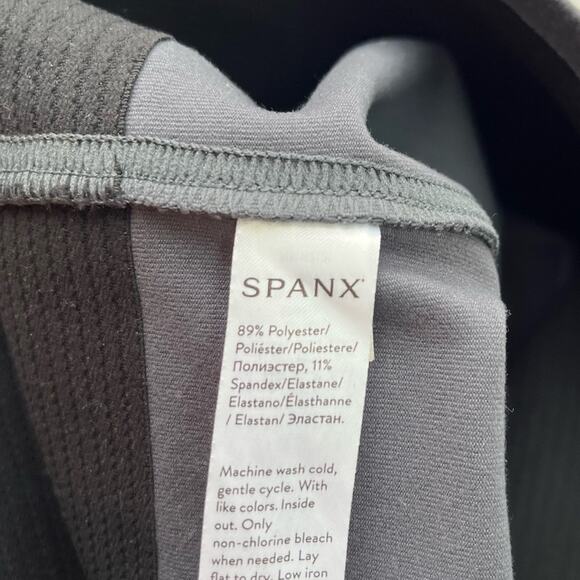 SPANX®
89% Polyester/
Poliéster/Poliestere/
Полиэстер, 11%
Spandex/Elastane/
Elastano/Élasthanne
/ Elastan/ Эластан.
Machine wash cold,
gentle cycle. With
like colors. Inside
out. Only
non-chlorine bleach
when needed. Lay
flat to dry. Low iron